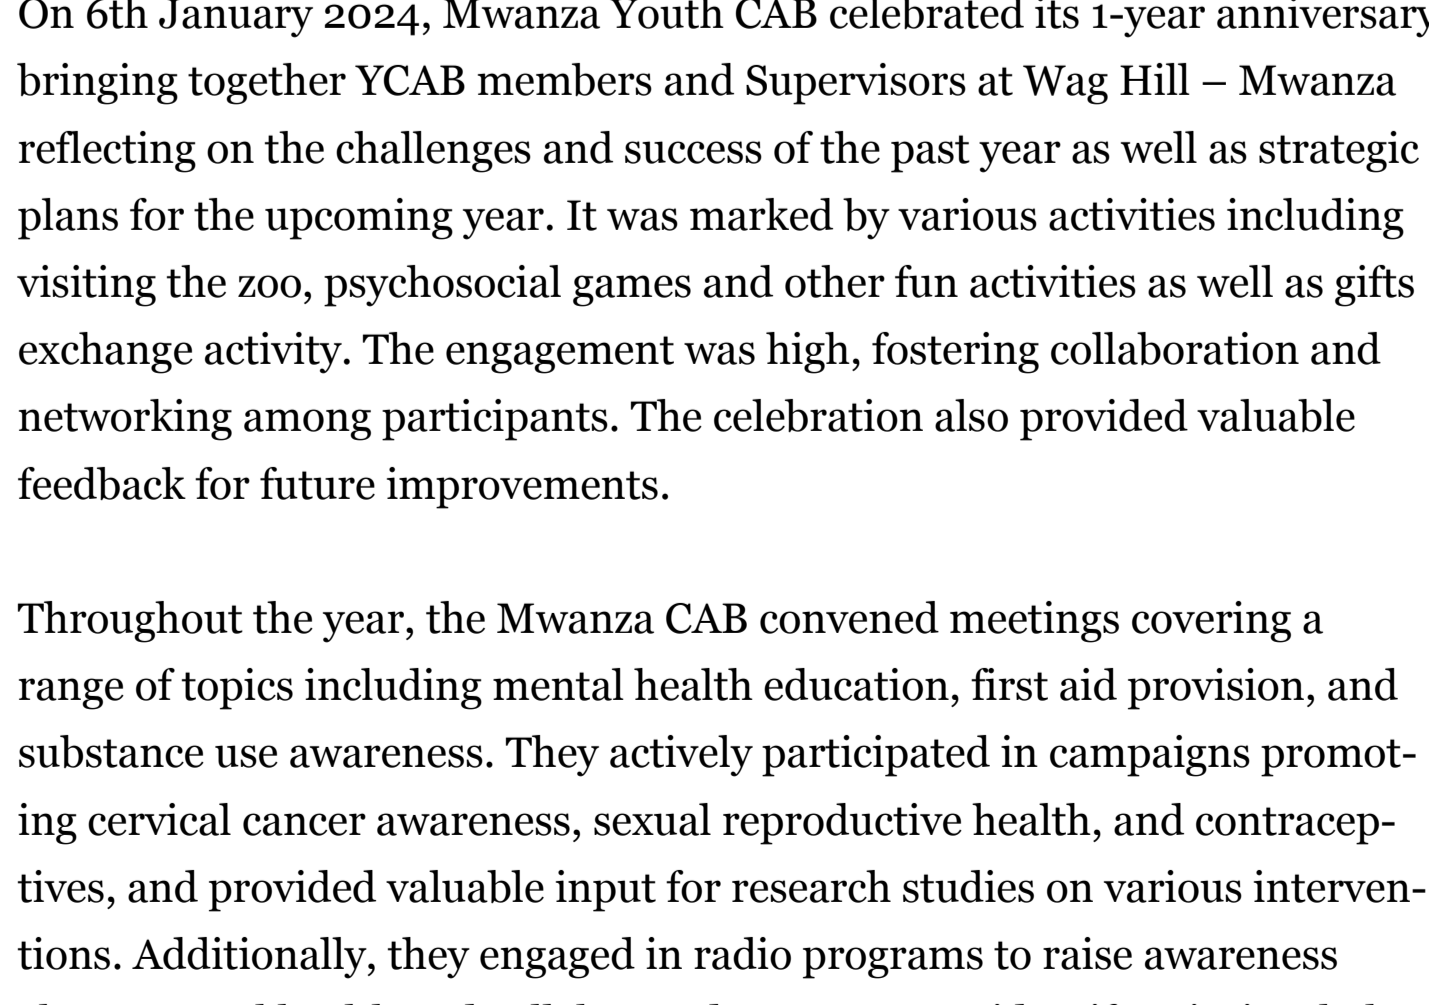 On 6th January 2024, Mwanza Youth CAB celebrated its 1-year anniversary
bringing together YCAB members and Supervisors at Wag Hill – Mwanza
reflecting on the challenges and success of the past year as well as strategic
plans for the upcoming year. It was marked by various activities including
visiting the zoo, psychosocial games and other fun activities as well as gifts
exchange activity. The engagement was high, fostering collaboration and
networking among participants. The celebration also provided valuable
feedback for future improvements.
Throughout the year, the Mwanza CAB convened meetings covering a
range of topics including mental health education, first aid provision, and
substance use awareness. They actively participated in campaigns promot-
ing cervical cancer awareness, sexual reproductive health, and contracep-
tives, and provided valuable input for research studies on various interven-
tions. Additionally, they engaged in radio programs to raise awareness